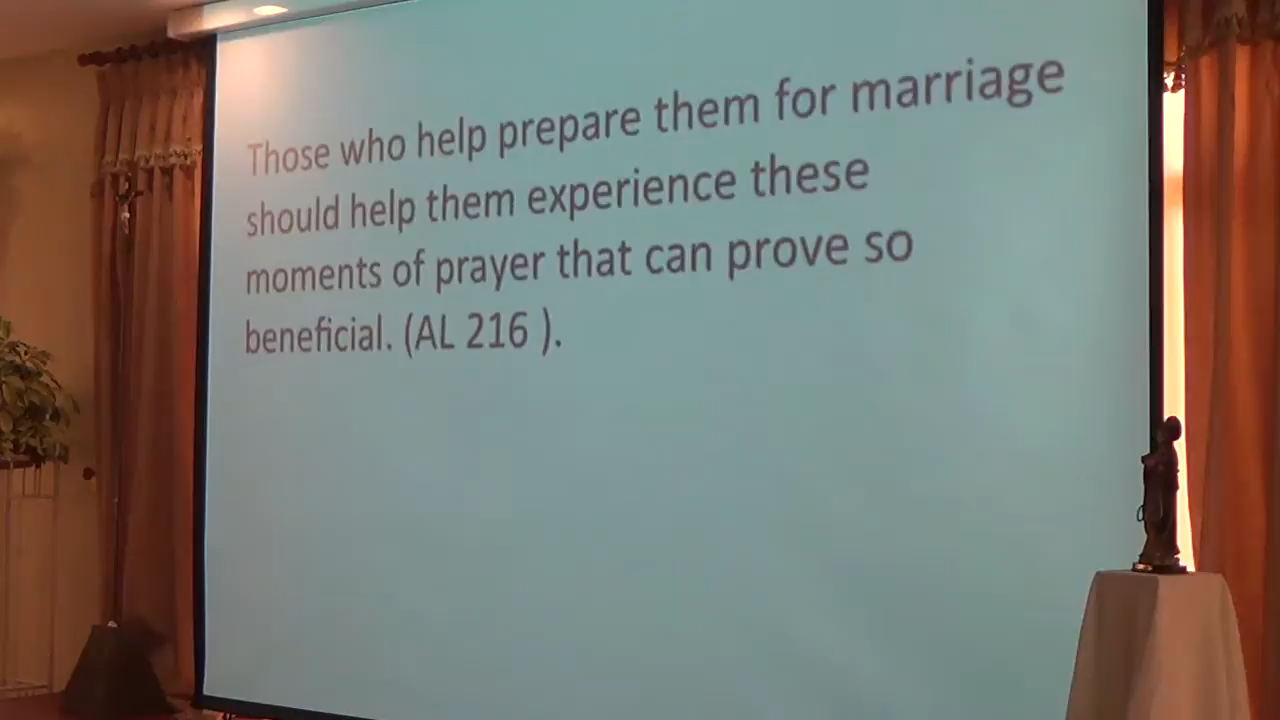 Those who help prepare them for marriage
should help them experience these
moments of prayer that can prove so
beneficial. (AL 216 ).